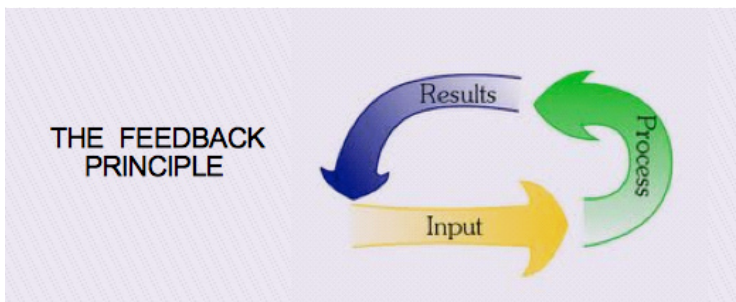 THE FEEDBACK
PRINCIPLE
Results
Process
Input